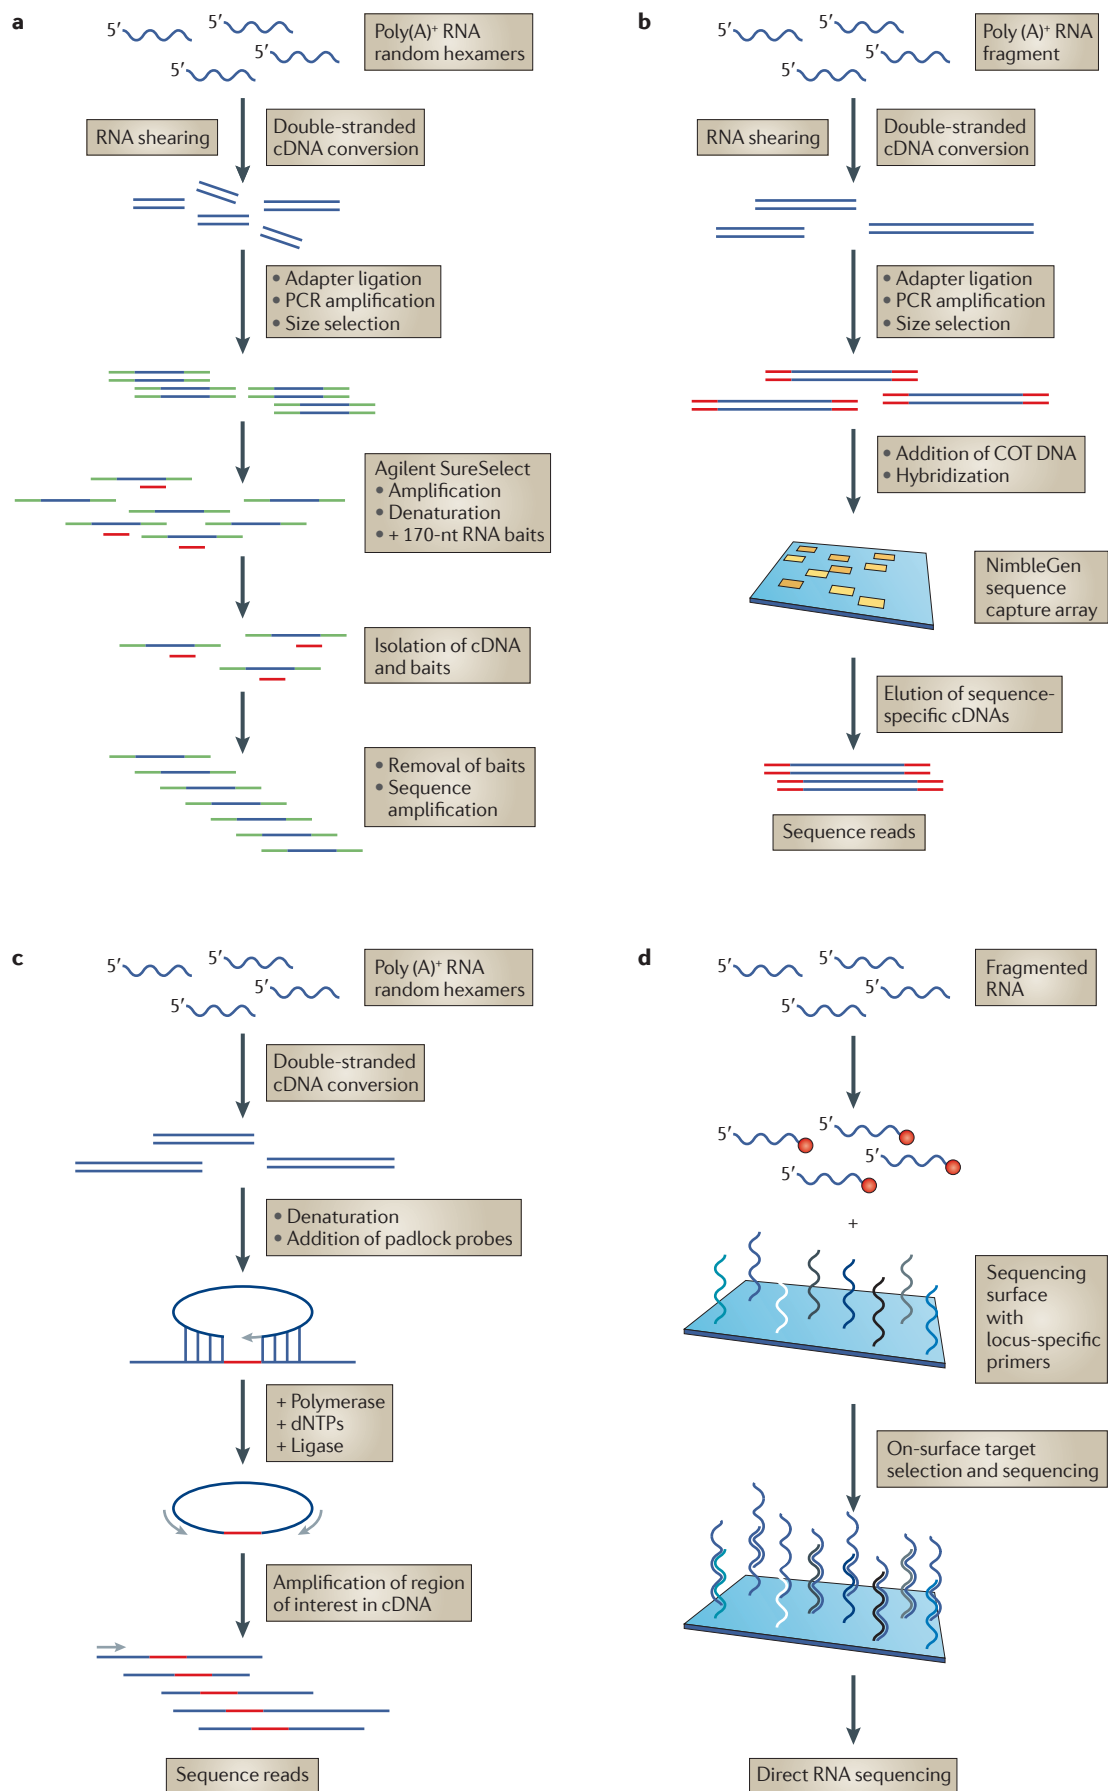 a
5′
5′
5′
5′
Poly(A)⁺ RNA
random hexamers
RNA shearing
Double-stranded
cDNA conversion
• Adapter ligation
• PCR amplification
• Size selection
Agilent SureSelect
• Amplification
• Denaturation
• + 170-nt RNA baits
Isolation of cDNA
and baits
• Removal of baits
• Sequence
amplification
b
5′
5′
5′
5′
Poly (A)⁺ RNA
fragment
RNA shearing
Double-stranded
cDNA conversion
• Adapter ligation
• PCR amplification
• Size selection
• Addition of COT DNA
• Hybridization
NimbleGen
sequence
capture array
Elution of sequence-
specific cDNAs
Sequence reads
c
5′
5′
5′
5′
Poly (A)⁺ RNA
random hexamers
Double-stranded
cDNA conversion
• Denaturation
• Addition of padlock probes
+ Polymerase
+ dNTPs
+ Ligase
Amplification of region
of interest in cDNA
Sequence reads
d
5′
5′
5′
5′
Fragmented
RNA
5′
5′
5′
5′
+
Sequencing
surface
with
locus-specific
primers
On-surface target
selection and sequencing
Direct RNA sequencing